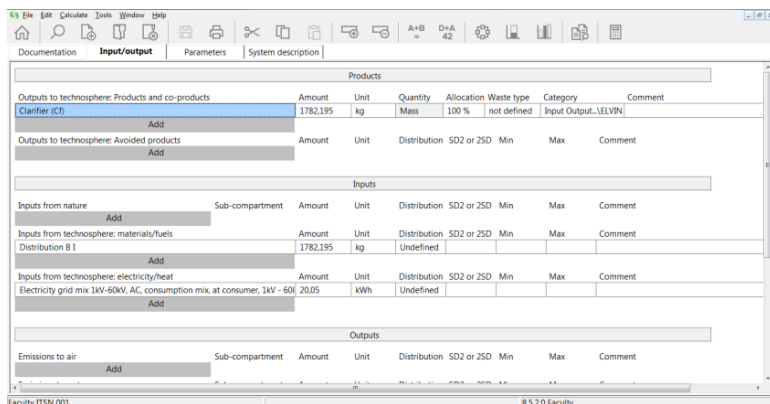 File Edit Calculate Tools Window Help
A+B
=
D+A
42
Documentation Input/output Parameters System description
Products
Outputs to technosphere: Products and co-products Amount Unit Quantity Allocation Waste type Category Comment
Clarifier (Cf) 1782,195 kg Mass 100 % not defined Input Output...\ELVIN
Add
Outputs to technosphere: Avoided products Amount Unit Distribution SD2 or 2SD Min Max Comment
Add
Inputs
Inputs from nature Sub-compartment Amount Unit Distribution SD2 or 2SD Min Max Comment
Add
Inputs from technosphere: materials/fuels Amount Unit Distribution SD2 or 2SD Min Max Comment
Distribution B I 1782,195 kg Undefined
Add
Inputs from technosphere: electricity/heat Amount Unit Distribution SD2 or 2SD Min Max Comment
Electricity grid mix 1kV-60kV, AC, consumption mix, at consumer, 1kV - 60 20,05 kWh Undefined
Add
Outputs
Emissions to air Sub-compartment Amount Unit Distribution SD2 or 2SD Min Max Comment
Add
Faculty ITSN 001 8.5.2.0 Faculty